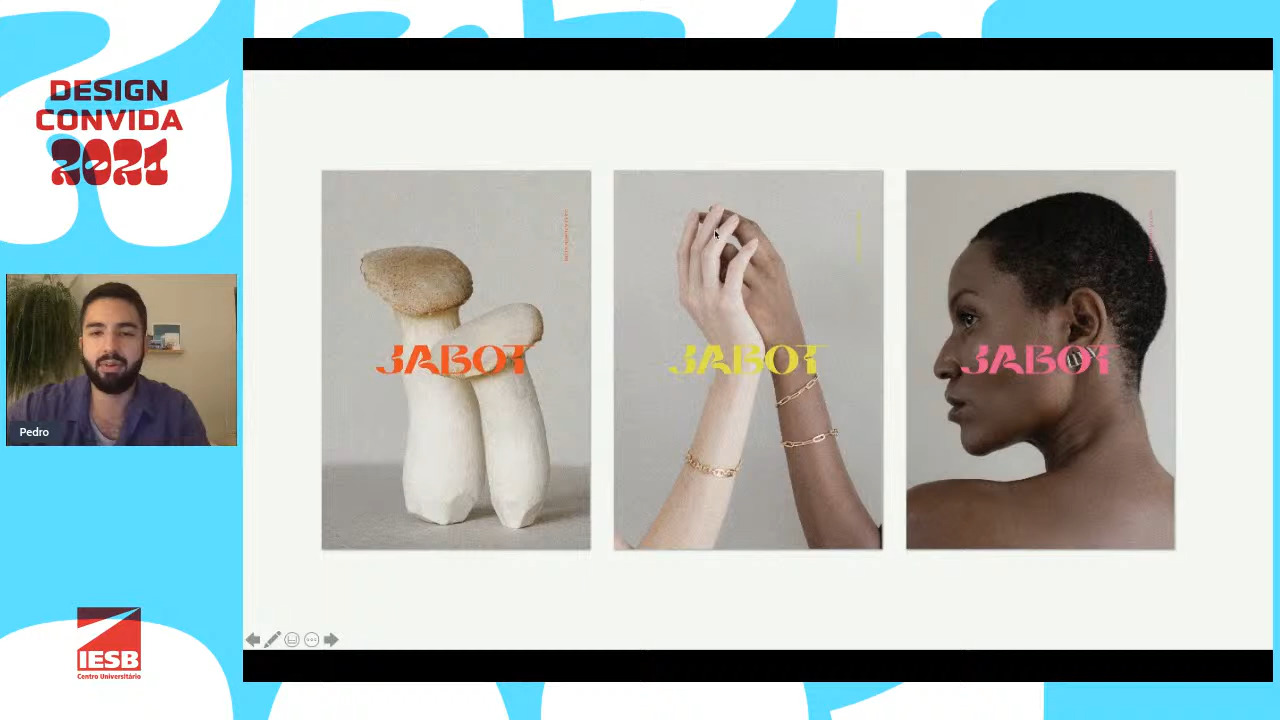 DESIGN
CONVIDA
2021
Pedro
IESB
Centro Universitário
JABOT
JABOT
JABOT